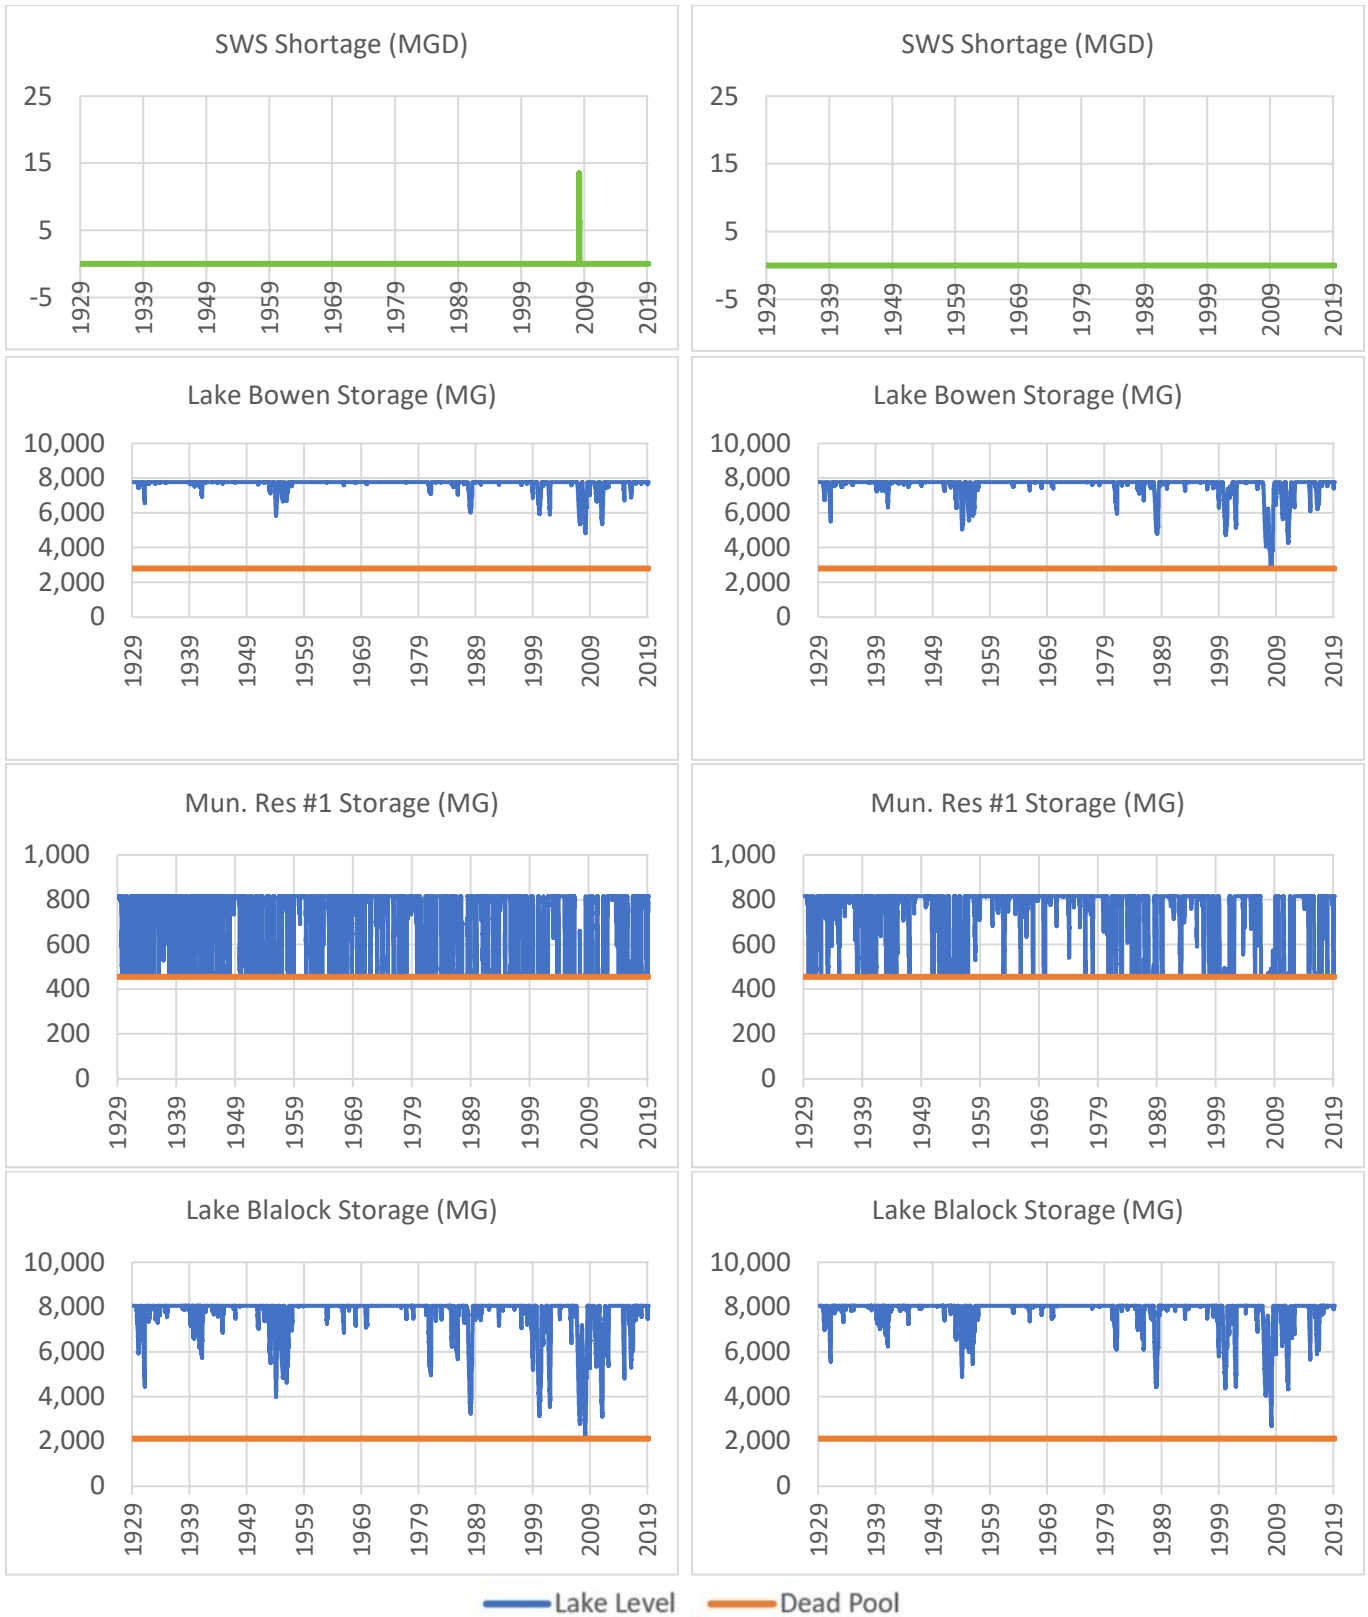 SWS Shortage (MGD)
25
15
5
-5
1929 1939 1949 1959 1969 1979 1989 1999 2009 2019
SWS Shortage (MGD)
25
15
5
-5
1929 1939 1949 1959 1969 1979 1989 1999 2009 2019
Lake Bowen Storage (MG)
10,000
8,000
6,000
4,000
2,000
0
1929 1939 1949 1959 1969 1979 1989 1999 2009 2019
Lake Bowen Storage (MG)
10,000
8,000
6,000
4,000
2,000
0
1929 1939 1949 1959 1969 1979 1989 1999 2009 2019
Mun. Res #1 Storage (MG)
1,000
800
600
400
200
0
1929 1939 1949 1959 1969 1979 1989 1999 2009 2019
Mun. Res #1 Storage (MG)
1,000
800
600
400
200
0
1929 1939 1949 1959 1969 1979 1989 1999 2009 2019
Lake Blalock Storage (MG)
10,000
8,000
6,000
4,000
2,000
0
1929 1939 1949 1959 1969 1979 1989 1999 2009 2019
Lake Blalock Storage (MG)
10,000
8,000
6,000
4,000
2,000
0
1929 1939 1949 1959 1969 1979 1989 1999 2009 2019
Lake Level Dead Pool